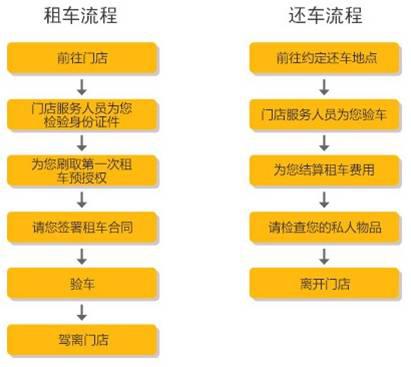 租车流程
前往门店
门店服务人员为您
检验身份证件
为您刷取第一次租
车预授权
请您签署租车合同
验车
驾离门店
还车流程
前往约定还车地点
门店服务人员为您验车
为您结算租车费用
请检查您的私人物品
离开门店